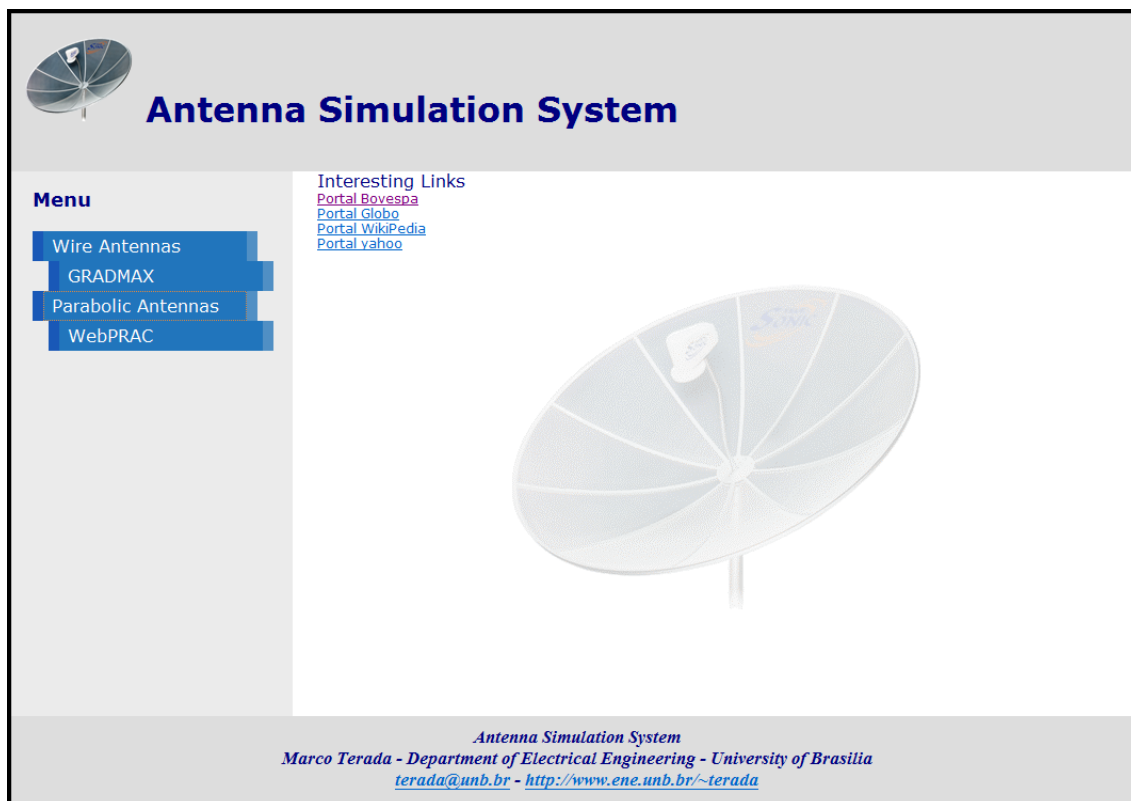 Antenna Simulation System
Menu
Wire Antennas
GRADMAX
Parabolic Antennas
WebPRAC
Interesting Links
Portal Bovespa
Portal Globo
Portal WikiPedia
Portal yahoo
SONIC
Antenna Simulation System
Marco Terada - Department of Electrical Engineering - University of Brasilia
terada@unb.br - http://www.ene.unb.br/~terada